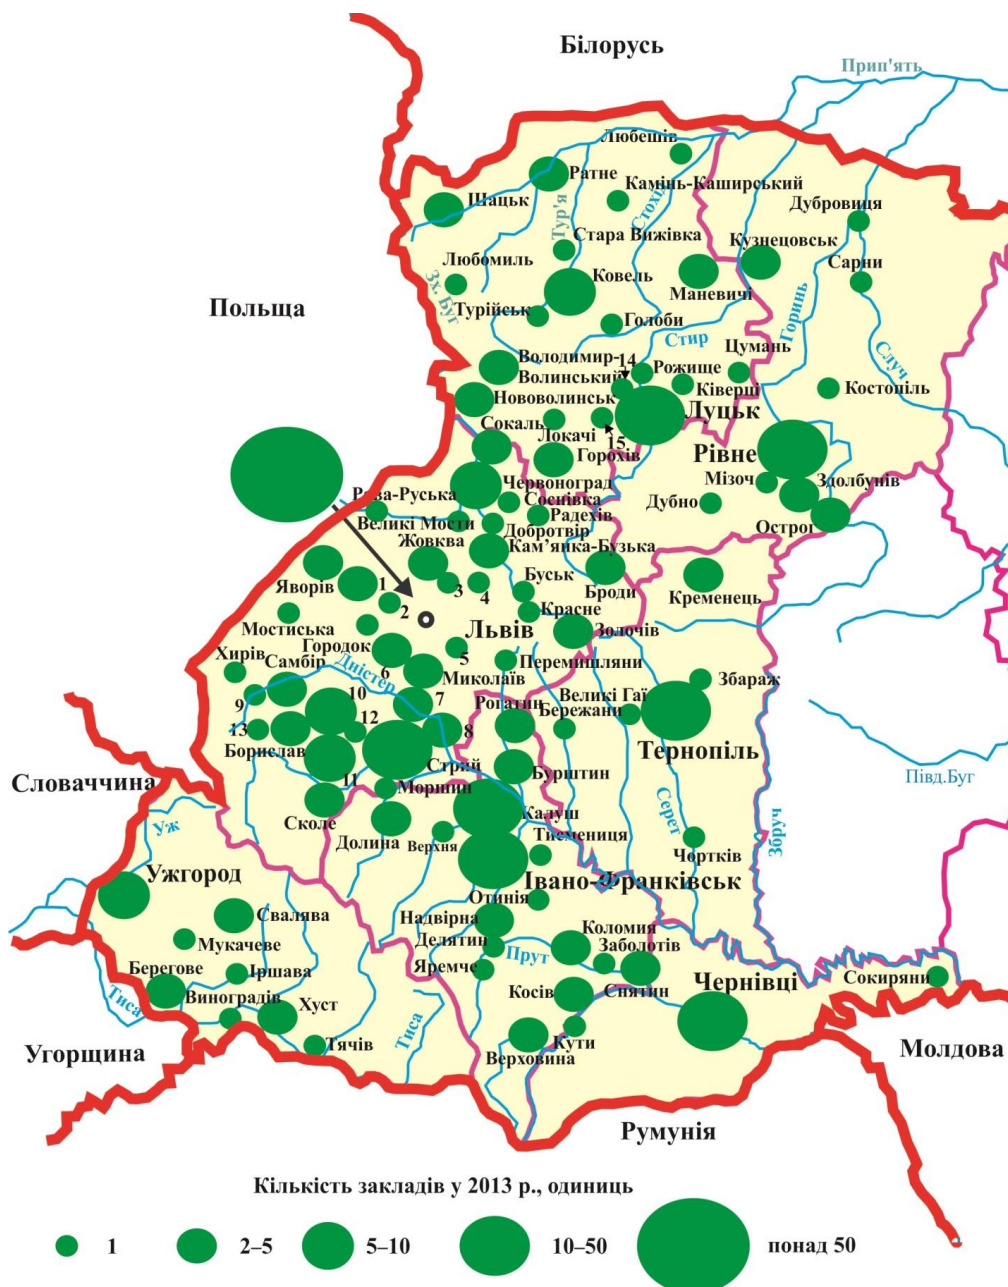 Білорусь
Прип'ять
Любешів
Ратне
Камінь-Каширський
Шацьк
Тур'я
Стохід
Дубровиця
Стара Вижівка
Кузнецовськ
Любомиль
Ковель
Сарни
Зх. Буг
Маневичі
Польща
Турійськ
Голоби
Горинь
Стир
Случ
Володимир-
Волинський
14
Рожище
Цумань
Нововолинськ
Ківерці
Костопіль
Луцьк
Сокаль
Локачі
15
Горохів
Рівне
Мізоч
Здолбунів
Червоноград
Рава-Руська
Соснівка
Дубно
Великі Мости
Радехів
Добротвір
Острог
Жовква
Кам’янка-Бузька
Яворів
1
2
3
4
Буськ
Броди
Кременець
Красне
Мостиська
Львів
Золочів
Городок
5
Хирів
Самбір
6
Перемишляни
Дністер
Миколаїв
Збараж
9
10
7
Рогатин
Великі Гаї
Бережани
13
12
8
Борислав
Тернопіль
Стрий
Бурштин
Словаччина
11
Моршин
Південь.Буг
Сколе
Калуш
Уж
Долина
Верхня
Тисмениця
Серет
Збруч
Чортків
Ужгород
Івано-Франківськ
Отинія
Свалява
Надвірна
Коломия
Мукачеве
Делятин
Заболотів
Прут
Берегове
Іршава
Яремче
Чернівці
Сокиряни
Виноградів
Косів
Снятин
Тиса
Хуст
Тиса
Угорщина
Тячів
Кути
Верховина
Молдова
Румунія
Кількість закладів у 2013 р., одиниць
1
2–5
5–10
10–50
понад 50